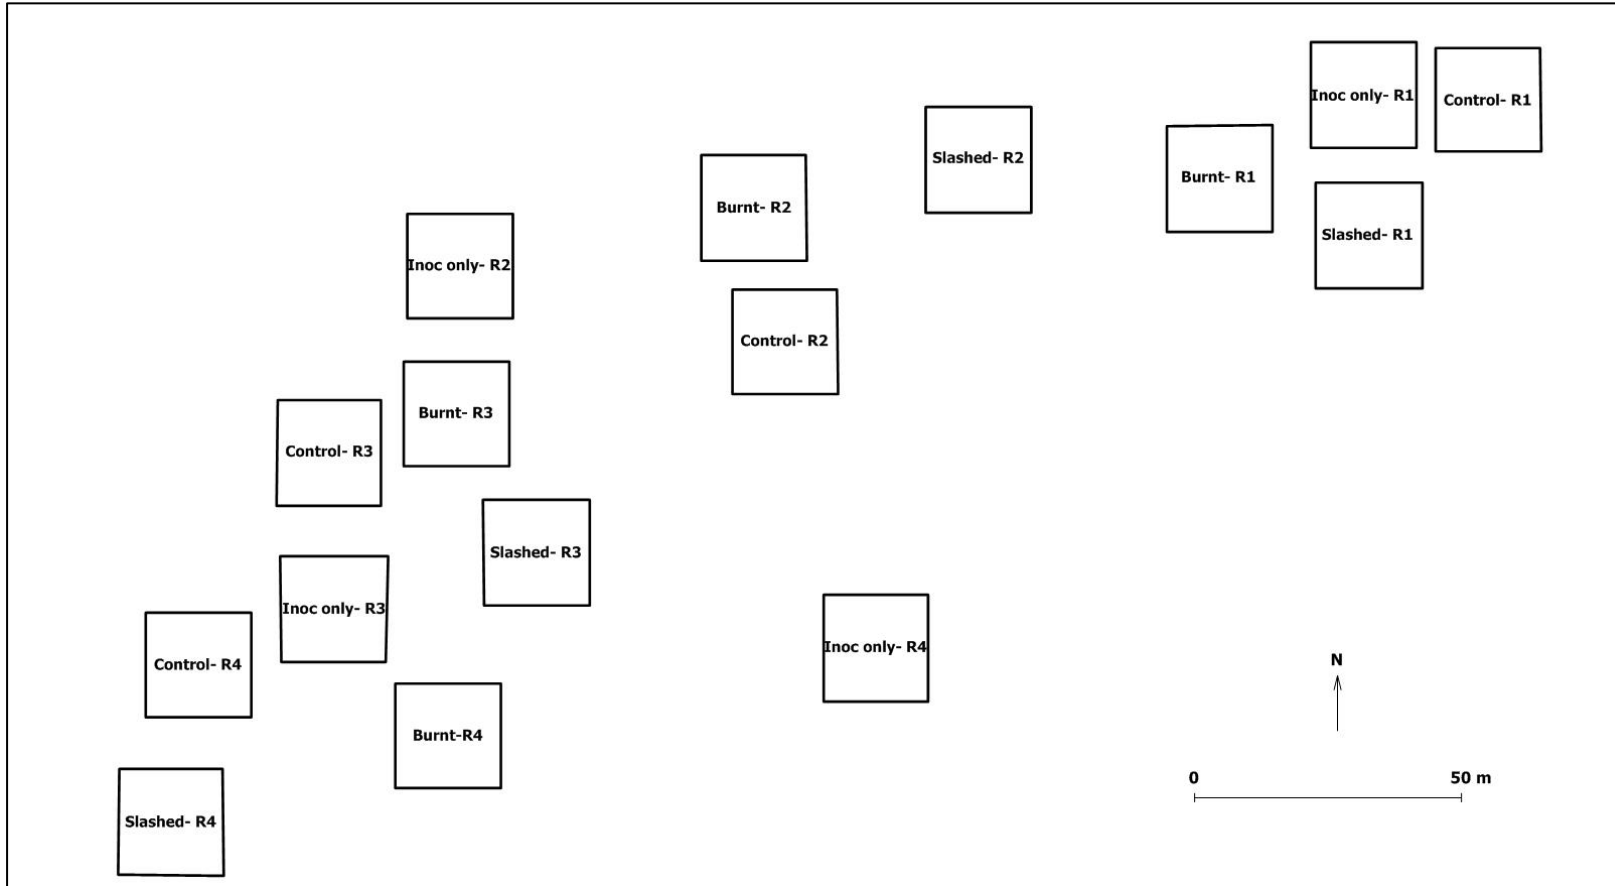 Inoc only- R1
Control- R1
Slashed- R2
Burnt- R1
Burnt- R2
Slashed- R1
Inoc only- R2
Control- R2
Burnt- R3
Control- R3
Slashed- R3
Inoc only- R3
Inoc only- R4
Control- R4
N
Burnt-R4
0 50 m
Slashed- R4